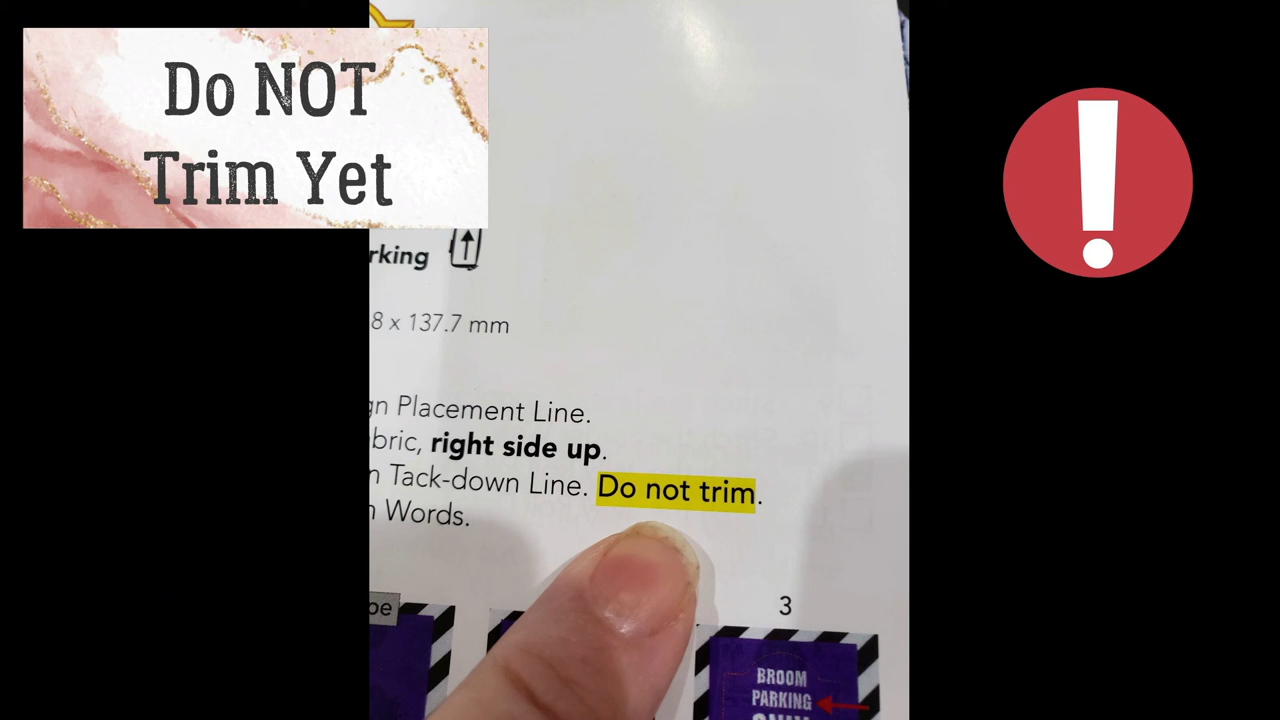 Do NOT
Trim Yet
rking
8 x 137.7 mm
gn Placement Line.
bric, right side up.
n Tack-down Line. Do not trim.
n Words.
3
BROOM
PARKING